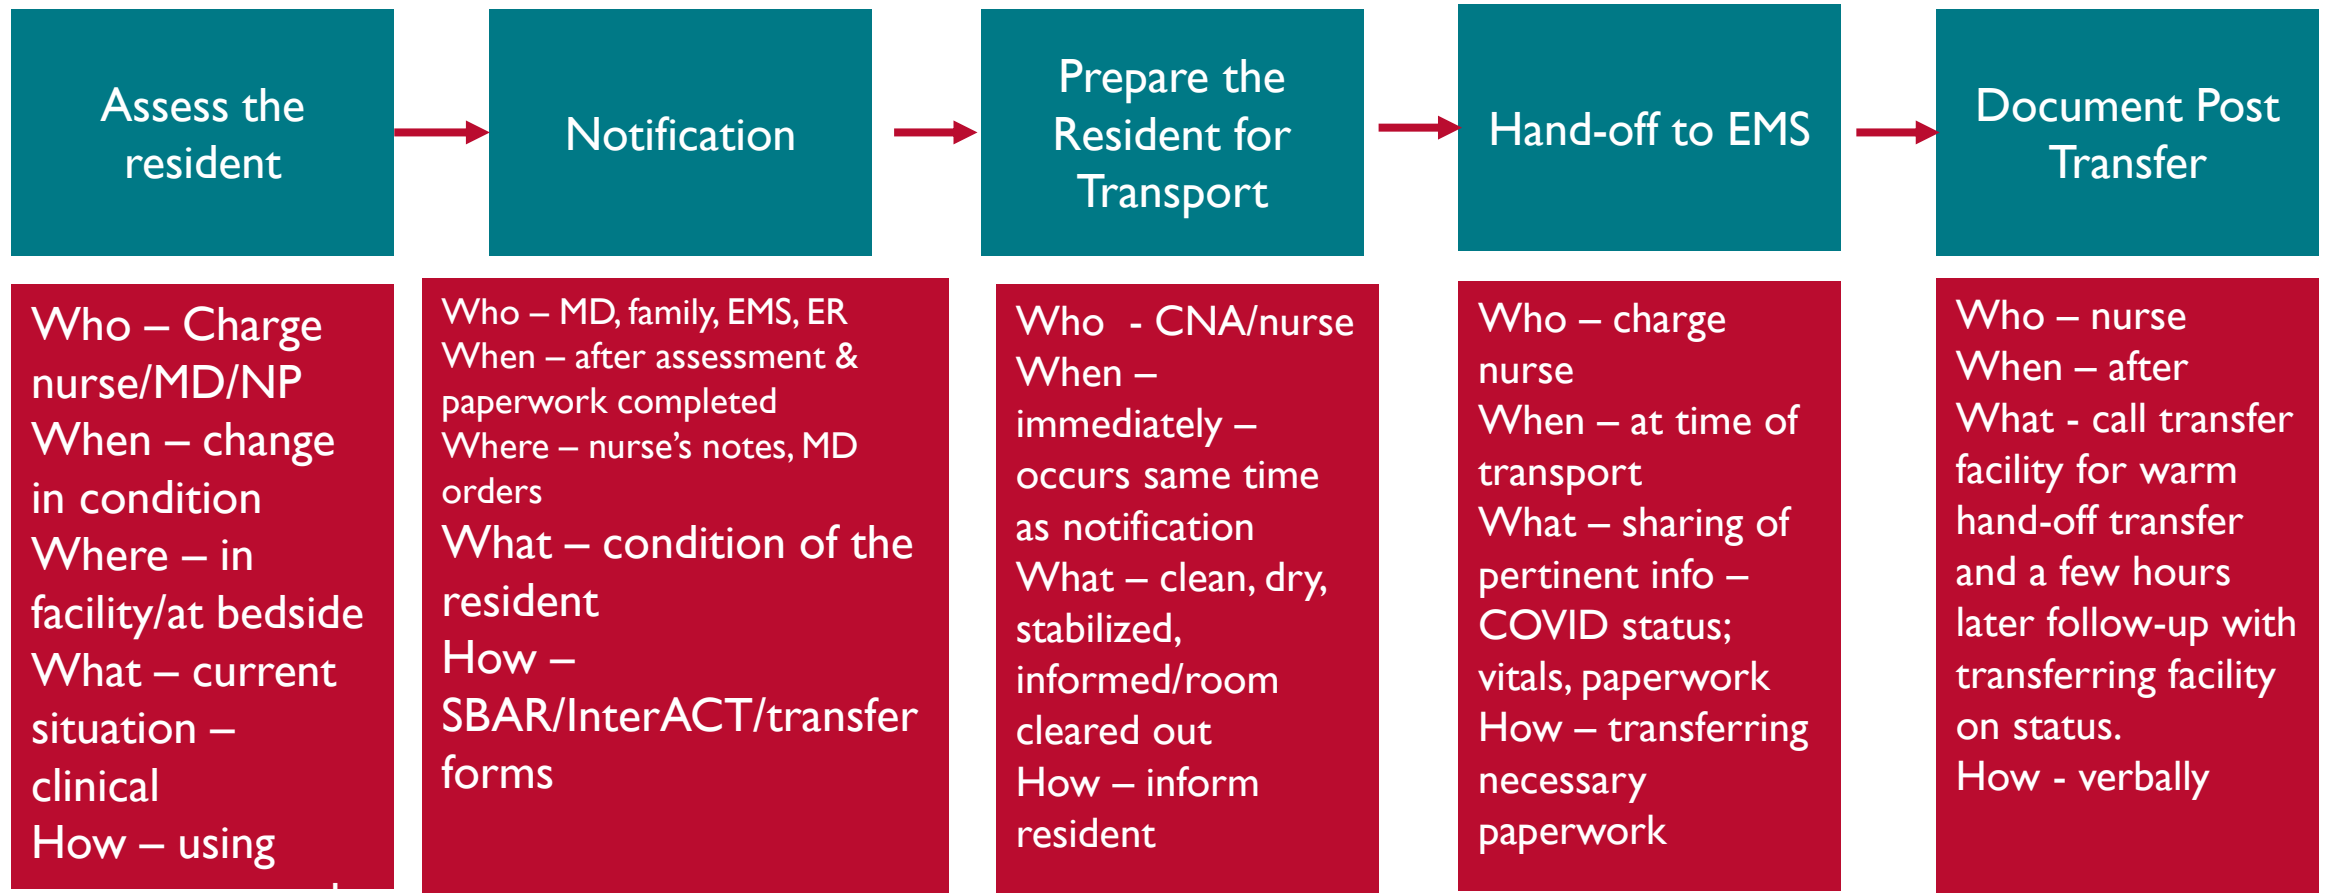 Assess the
resident
Notification
Prepare the
Resident for
Transport
Hand-off to EMS
Document Post
Transfer
Who – Charge
nurse/MD/NP
When – change
in condition
Where – in
facility/at bedside
What – current
situation –
clinical
How – using
Who – MD, family, EMS, ER
When – after assessment &
paperwork completed
Where – nurse’s notes, MD
orders
What – condition of the
resident
How –
SBAR/InterACT/transfer
forms
Who - CNA/nurse
When –
immediately –
occurs same time
as notification
What – clean, dry,
stabilized,
informed/room
cleared out
How – inform
resident
Who – charge
nurse
When – at time of
transport
What – sharing of
pertinent info –
COVID status;
vitals, paperwork
How – transferring
necessary
paperwork
Who – nurse
When – after
What - call transfer
facility for warm
hand-off transfer
and a few hours
later follow-up with
transferring facility
on status.
How - verbally